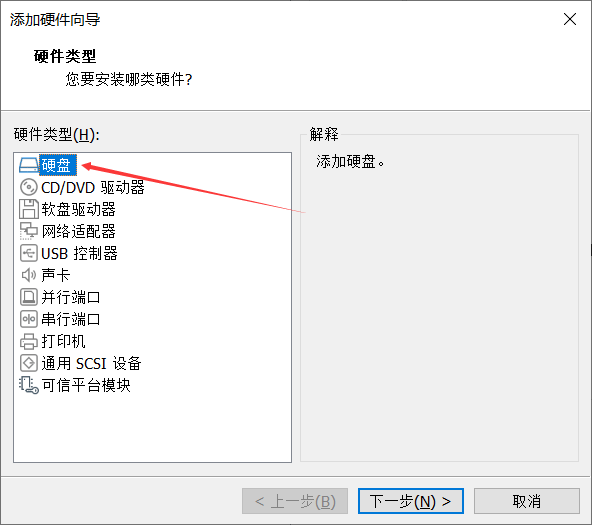 添加硬件向导
硬件类型
您要安装哪类硬件?
硬件类型(H):
硬盘
CD/DVD 驱动器
软盘驱动器
网络适配器
USB 控制器
声卡
并行端口
串行端口
打印机
通用 SCSI 设备
可信平台模块
解释
添加硬盘。
< 上一步(B)
下一步(N) >
取消